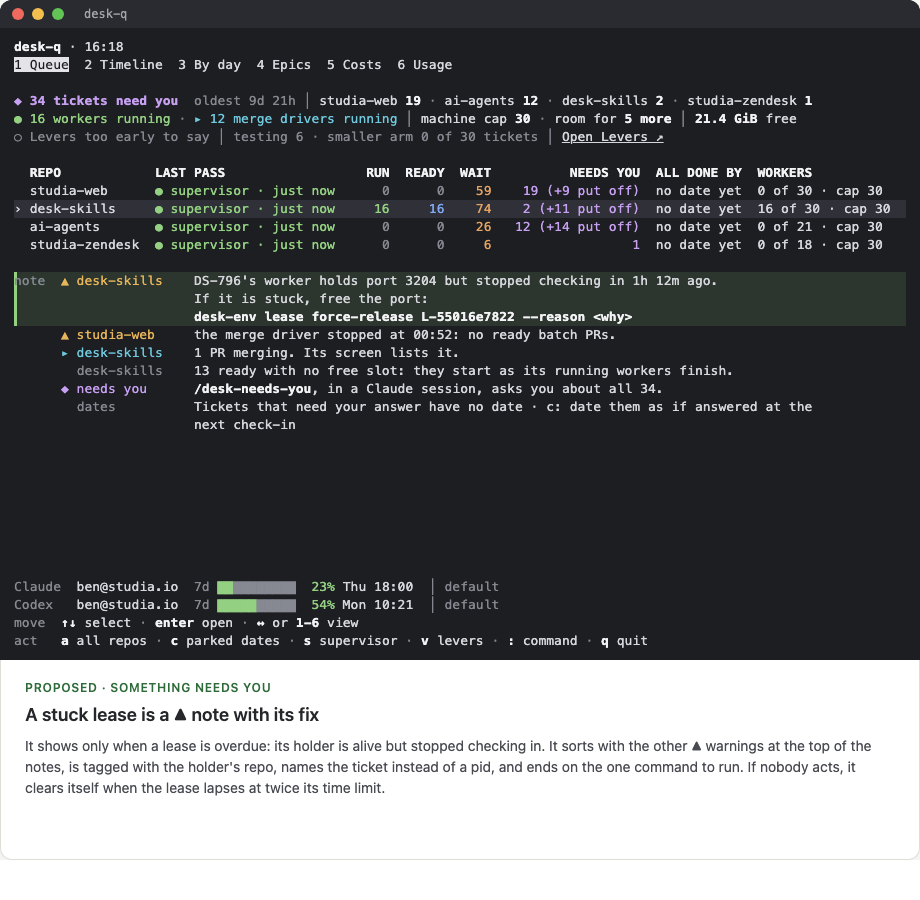 desk-q
desk-q · 16:18
1 Queue 2 Timeline 3 By day 4 Epics 5 Costs 6 Usage
◆ 34 tickets need you oldest 9d 21h │ studia-web 19 · ai-agents 12 · desk-skills 2 · studia-zendesk 1
● 16 workers running · ▸ 12 merge drivers running │ machine cap 30 · room for 5 more │ 21.4 GiB free
○ Levers too early to say │ testing 6 · smaller arm 0 of 30 tickets │ Open Levers ↗
REPO LAST PASS RUN READY WAIT NEEDS YOU ALL DONE BY WORKERS
studia-web ● supervisor · just now 0 0 59 19 (+9 put off) no date yet 0 of 30 · cap 30
› desk-skills ● supervisor · just now 16 16 74 2 (+11 put off) no date yet 16 of 30 · cap 30
ai-agents ● supervisor · just now 0 0 26 12 (+14 put off) no date yet 0 of 21 · cap 30
studia-zendesk ● supervisor · just now 0 0 6 1 no date yet 0 of 18 · cap 30
note ▲ desk-skills DS-796's worker holds port 3204 but stopped checking in 1h 12m ago.
If it is stuck, free the port:
desk-env lease force-release L-55016e7822 --reason <why>
▲ studia-web the merge driver stopped at 00:52: no ready batch PRs.
▸ desk-skills 1 PR merging. Its screen lists it.
desk-skills 13 ready with no free slot: they start as its running workers finish.
◆ needs you /desk-needs-you, in a Claude session, asks you about all 34.
dates Tickets that need your answer have no date · c: date them as if answered at the
next check-in
Claude ben@studia.io 7d 23% Thu 18:00 │ default
Codex ben@studia.io 7d 54% Mon 10:21 │ default
move ↑↓ select · enter open · ↔ or 1-6 view
act a all repos · c parked dates · s supervisor · v levers · : command · q quit
PROPOSED · SOMETHING NEEDS YOU
A stuck lease is a ▲ note with its fix
It shows only when a lease is overdue: its holder is alive but stopped checking in. It sorts with the other ▲ warnings at the top of the
notes, is tagged with the holder's repo, names the ticket instead of a pid, and ends on the one command to run. If nobody acts, it
clears itself when the lease lapses at twice its time limit.